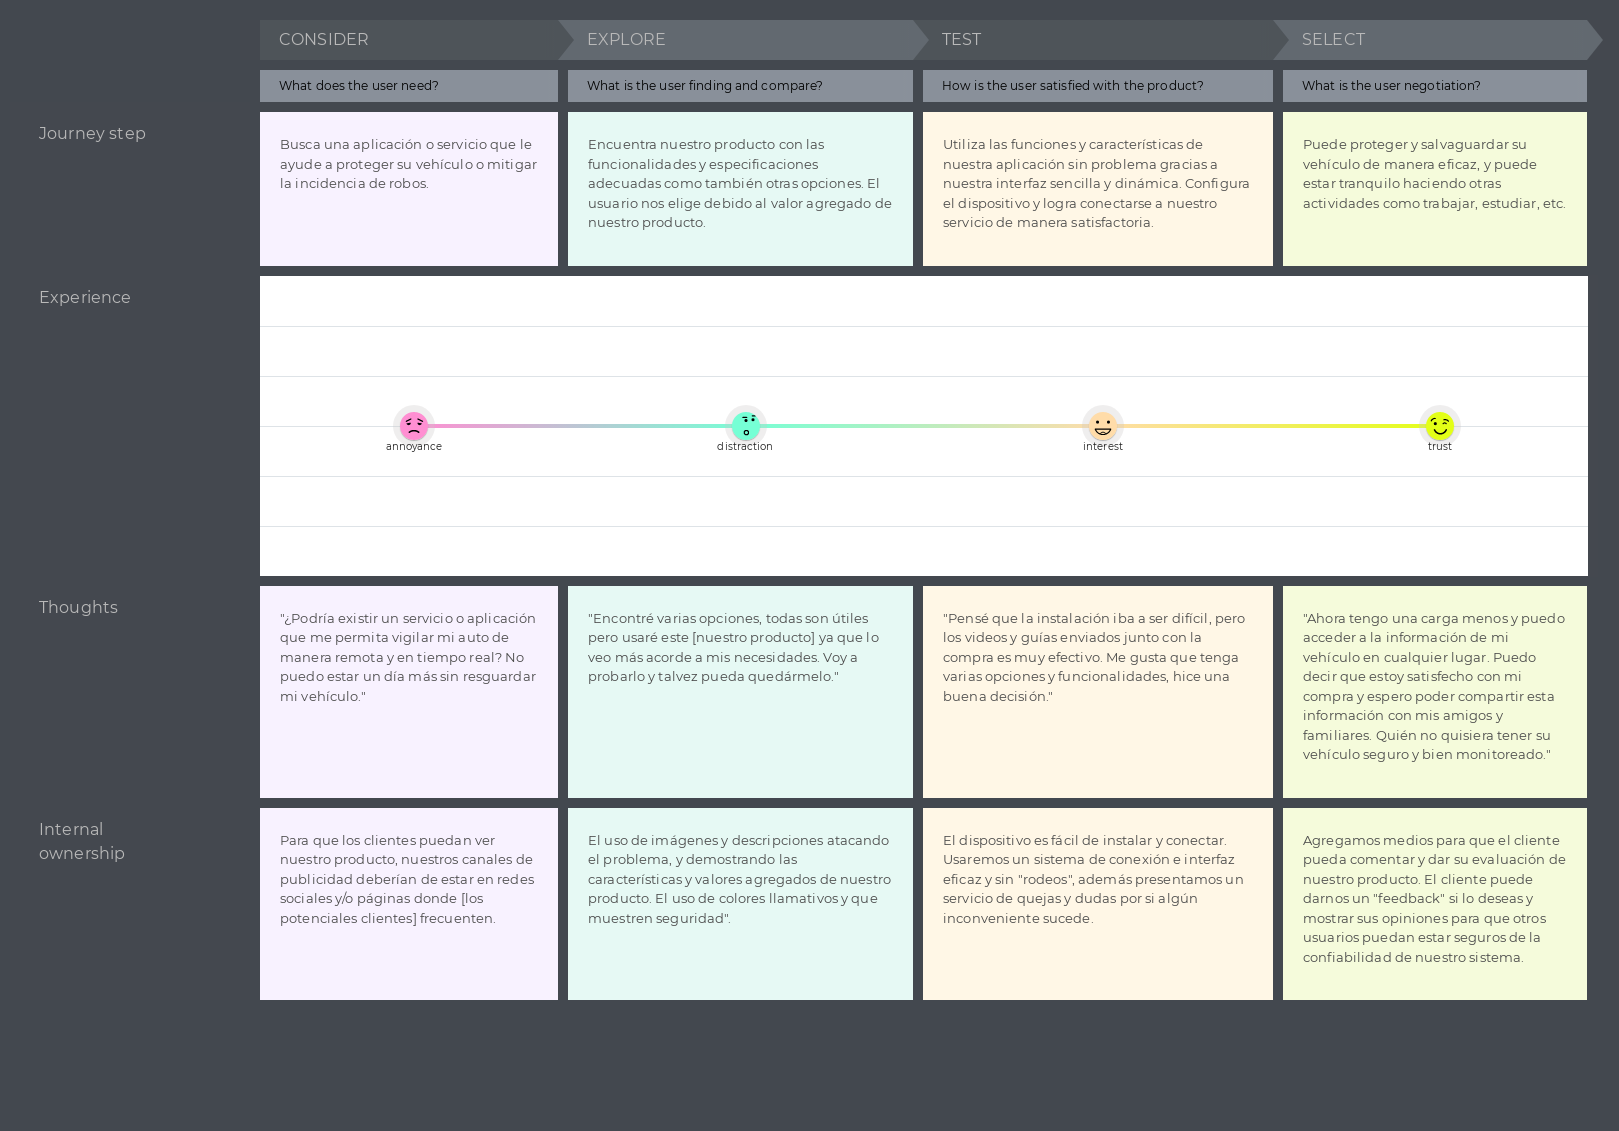 CONSIDER
EXPLORE
TEST
SELECT
What does the user need?
What is the user finding and compare?
How is the user satisfied with the product?
What is the user negotiation?
Journey step
Busca una aplicación o servicio que le
ayude a proteger su vehículo o mitigar
la incidencia de robos.
Encuentra nuestro producto con las
funcionalidades y especificaciones
adecuadas como también otras opciones. El
usuario nos elige debido al valor agregado de
nuestro producto.
Utiliza las funciones y características de
nuestra aplicación sin problema gracias a
nuestra interfaz sencilla y dinámica. Configura
el dispositivo y logra conectarse a nuestro
servicio de manera satisfactoria.
Puede proteger y salvaguardar su
vehículo de manera eficaz, y puede
estar tranquilo haciendo otras
actividades como trabajar, estudiar, etc.
Experience
annoyance
distraction
interest
trust
Thoughts
"¿Podría existir un servicio o aplicación
que me permita vigilar mi auto de
manera remota y en tiempo real? No
puedo estar un día más sin resguardar
mi vehículo."
"Encontré varias opciones, todas son útiles
pero usaré este [nuestro producto] ya que lo
veo más acorde a mis necesidades. Voy a
probarlo y talvez pueda quedármelo."
"Pensé que la instalación iba a ser difícil, pero
los videos y guías enviados junto con la
compra es muy efectivo. Me gusta que tenga
varias opciones y funcionalidades, hice una
buena decisión."
"Ahora tengo una carga menos y puedo
acceder a la información de mi
vehículo en cualquier lugar. Puedo
decir que estoy satisfecho con mi
compra y espero poder compartir esta
información con mis amigos y
familiares. Quién no quisiera tener su
vehículo seguro y bien monitoreado."
Internal
ownership
Para que los clientes puedan ver
nuestro producto, nuestros canales de
publicidad deberían de estar en redes
sociales y/o páginas donde [los
potenciales clientes] frecuenten.
El uso de imágenes y descripciones atacando
el problema, y demostrando las
características y valores agregados de nuestro
producto. El uso de colores llamativos y que
muestren seguridad".
El dispositivo es fácil de instalar y conectar.
Usaremos un sistema de conexión e interfaz
eficaz y sin "rodeos", además presentamos un
servicio de quejas y dudas por si algún
inconveniente sucede.
Agregamos medios para que el cliente
pueda comentar y dar su evaluación de
nuestro producto. El cliente puede
darnos un "feedback" si lo deseas y
mostrar sus opiniones para que otros
usuarios puedan estar seguros de la
confiabilidad de nuestro sistema.